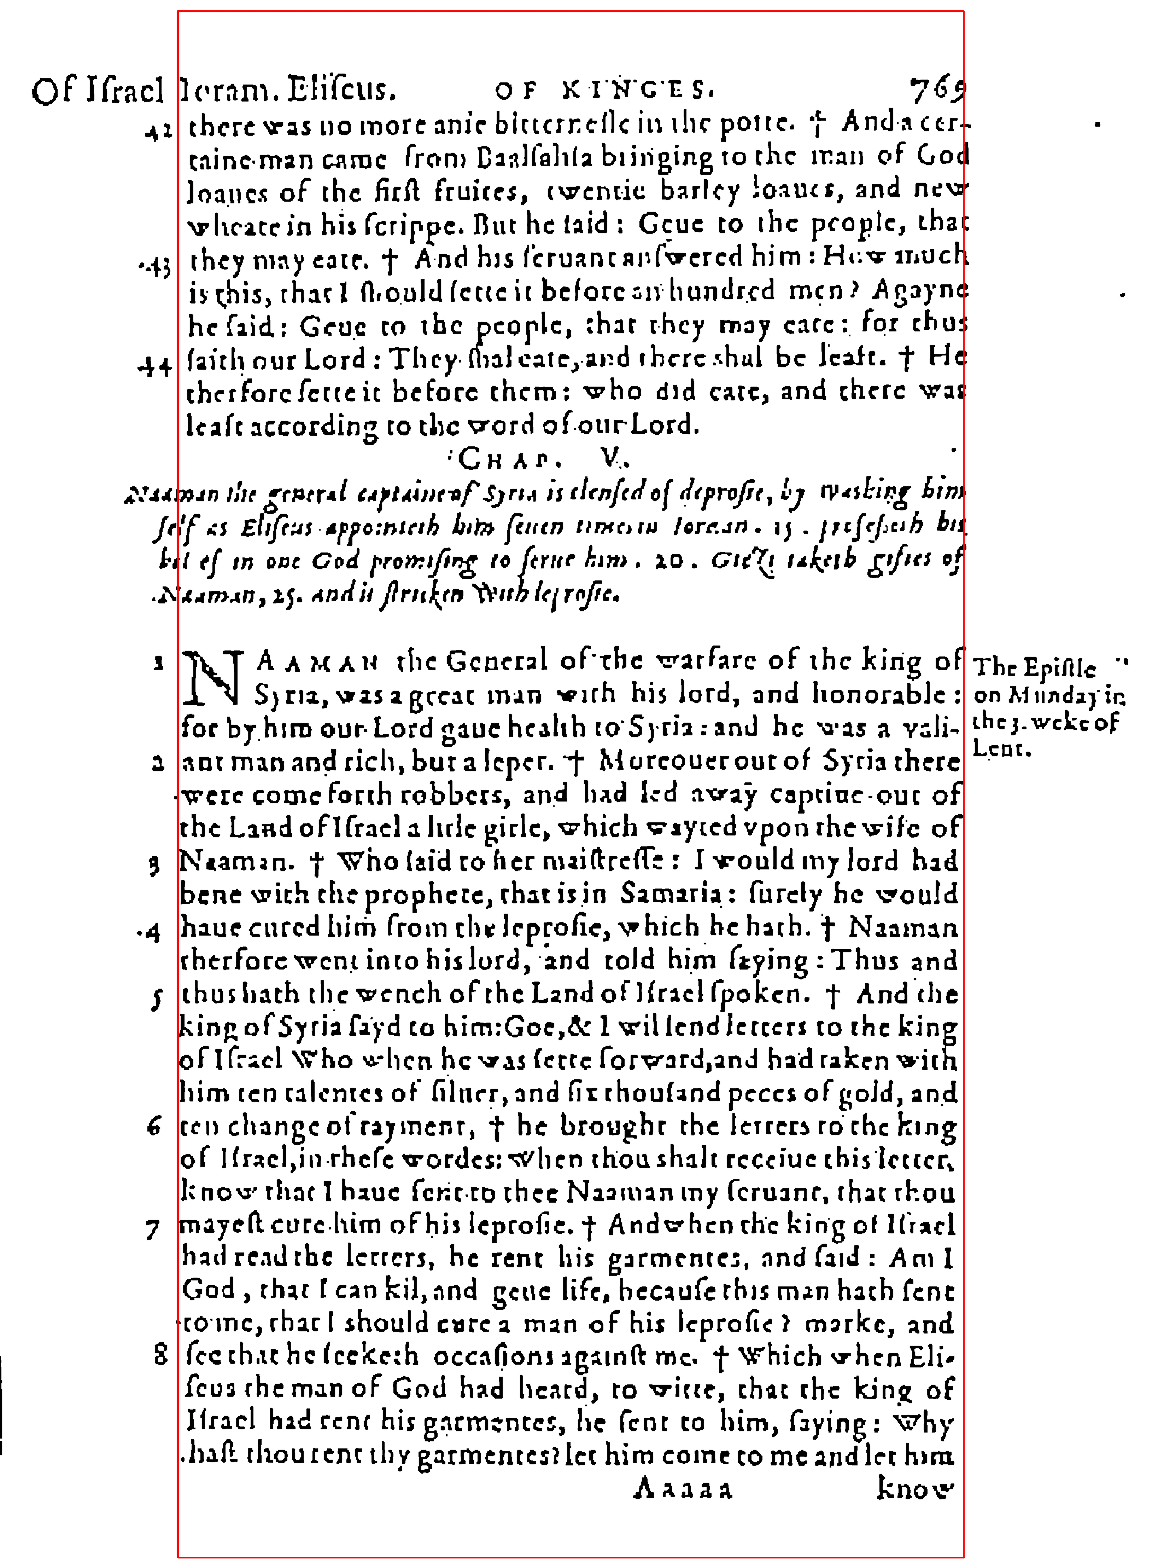 Of Iſrael Ioram. Eliſeus. OF KINGES. 769
42 there was no more anie bitterneſſe in the potte. † And a cer-
taine man came from Baalſaliſa bringing to the man of God
loaues of the firſt fruites, twentie barley loaues, and new
wheate in his ſcrippe. But he ſaid : Geue to the people, that
43 they may eate. † And his ſeruant anſwered him : How much
is this, that I ſhould ſette it before an hundred men? Agayne
he ſaid : Geue to the people, that they may eate : for thus
44 ſaith our Lord : They ſhal eate, and there shal be leaft. † He
therfore ſette it before them : who did eate, and there was
leaft according to the word of our Lord.
CHAP. V.
Naaman the general captaine of Syria is clenſed of leproſie, by waſhing him
ſelf as Eliſeus appointeth him ſeuen times in Iordan. 15. profeſſeth his
belief in one God promiſing to ſerue him. 20. Giezi taketh giftes of
Naaman, 25. and is ſtruken with leproſie.
1 NAAMAN the General of the warfare of the king of
Syria, was a great man with his lord, and honorable :
for by him our Lord gaue health to Syria : and he was a vali-
2 ant man and rich, but a leper. † Moreouer out of Syria there
were come forth robbers, and had led away captiue out of
the Land of Iſrael a litle girle, which wayted vpon the wife of
3 Naaman. † Who ſaid to her maiſtreſſe : I would my lord had
bene with the prophete, that is in Samaria : ſurely he would
4 haue cured him from the leproſie, which he hath. † Naaman
therfore went in to his lord, and told him ſaying : Thus and
5 thus hath the wench of the Land of Iſrael ſpoken. † And the
king of Syria ſayd to him: Goe, & I wil ſend letters to the king
of Iſrael Who when he was ſette forward, and had taken with
him ten talentes of ſiluer, and ſix thouſand peces of gold, and
6 ten change of rayment, † he brought the letters to the king
of Iſrael, in theſe wordes: When thou shalt receiue this letter,
know that I haue ſent to thee Naaman my ſeruant, that thou
7 mayeſt cure him of his leproſie. † And when the king of Iſrael
had read the letters, he rent his garmentes, and ſaid : Am I
God, that I can kil, and geue life, becauſe this man hath ſent
to me, that I should cure a man of his leproſie? marke, and
8 ſee that he ſeeketh occaſions againſt me. † Which when Eli-
ſeus the man of God had heard, to witte, that the king of
Iſrael had rent his garmentes, he ſent to him, ſaying : Why
haſt thou rent thy garmentes? let him come to me and let him
Aaaaa know
The Epiſtle
on Munday in
the 3. weke of
Lent.